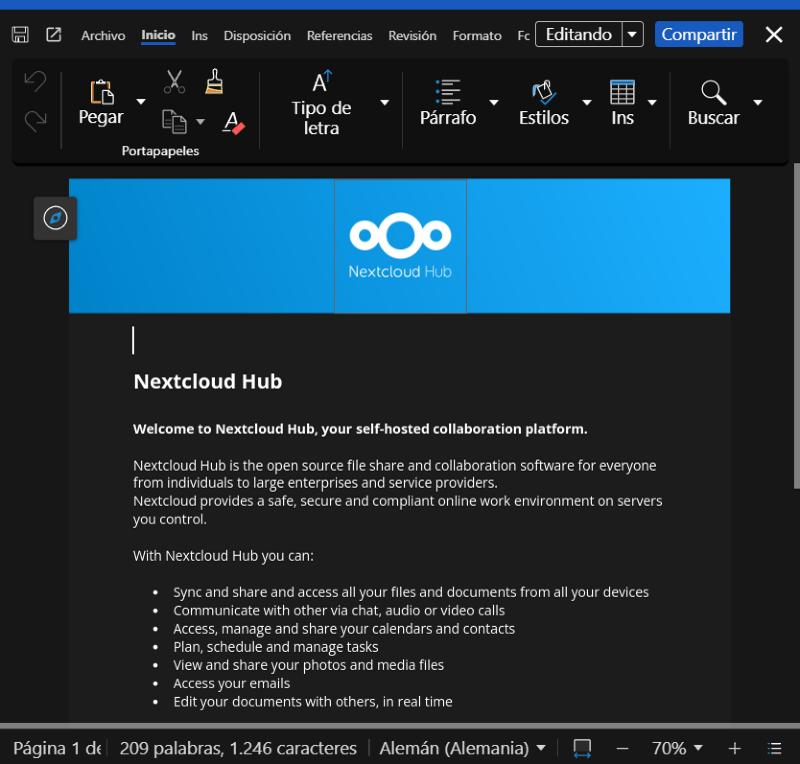 Archivo Inicio Ins Disposición Referencias Revisión Formato Fc Editando Compartir
Pegar
Portapapeles
Tipo de
letra
Párrafo
Estilos
Ins
Buscar
Nextcloud Hub
Nextcloud Hub
Welcome to Nextcloud Hub, your self-hosted collaboration platform.
Nextcloud Hub is the open source file share and collaboration software for everyone
from individuals to large enterprises and service providers.
Nextcloud provides a safe, secure and compliant online work environment on servers
you control.
With Nextcloud Hub you can:
• Sync and share and access all your files and documents from all your devices
• Communicate with other via chat, audio or video calls
• Access, manage and share your calendars and contacts
• Plan, schedule and manage tasks
• View and share your photos and media files
• Access your emails
• Edit your documents with others, in real time
Página 1 de 209 palabras, 1.246 caracteres Alemán (Alemania) 70%